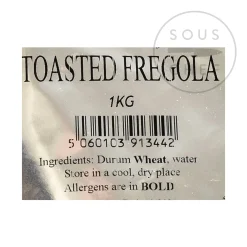 SOUS
TOASTED FREGOLA
1KG
5 060103 913442
Ingredients: Durum Wheat, water
Store in a cool, dry place
Allergens are in BOLD